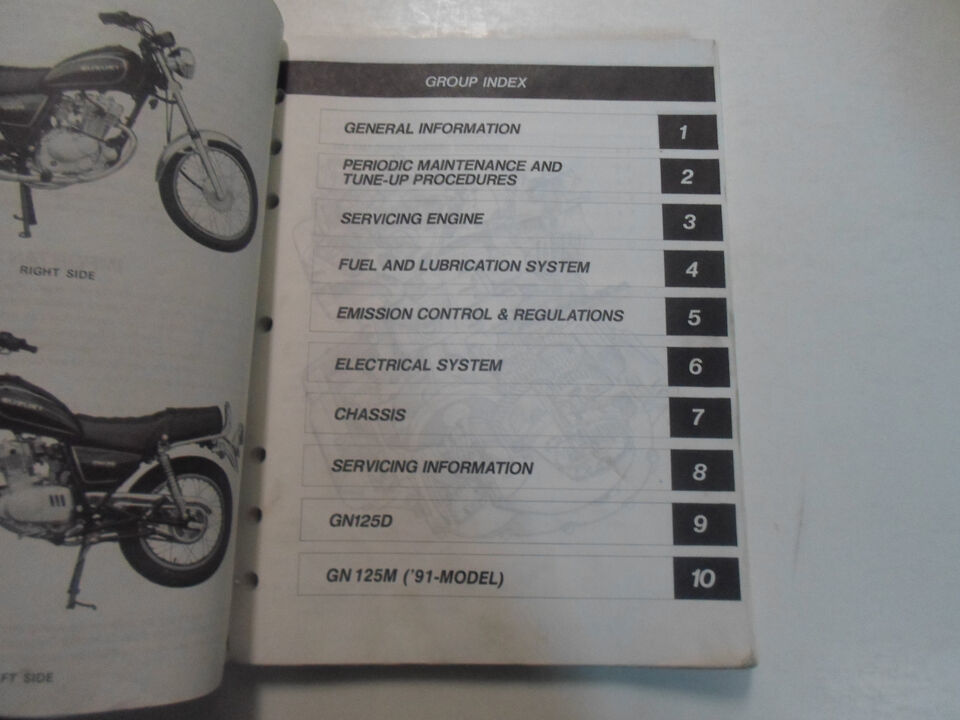 SUZUKI
RIGHT SIDE
FT SIDE
GROUP INDEX
GENERAL INFORMATION 1
PERIODIC MAINTENANCE AND
TUNE-UP PROCEDURES 2
SERVICING ENGINE 3
FUEL AND LUBRICATION SYSTEM 4
EMISSION CONTROL & REGULATIONS 5
ELECTRICAL SYSTEM 6
CHASSIS 7
SERVICING INFORMATION 8
GN125D 9
GN 125M ('91-MODEL) 10